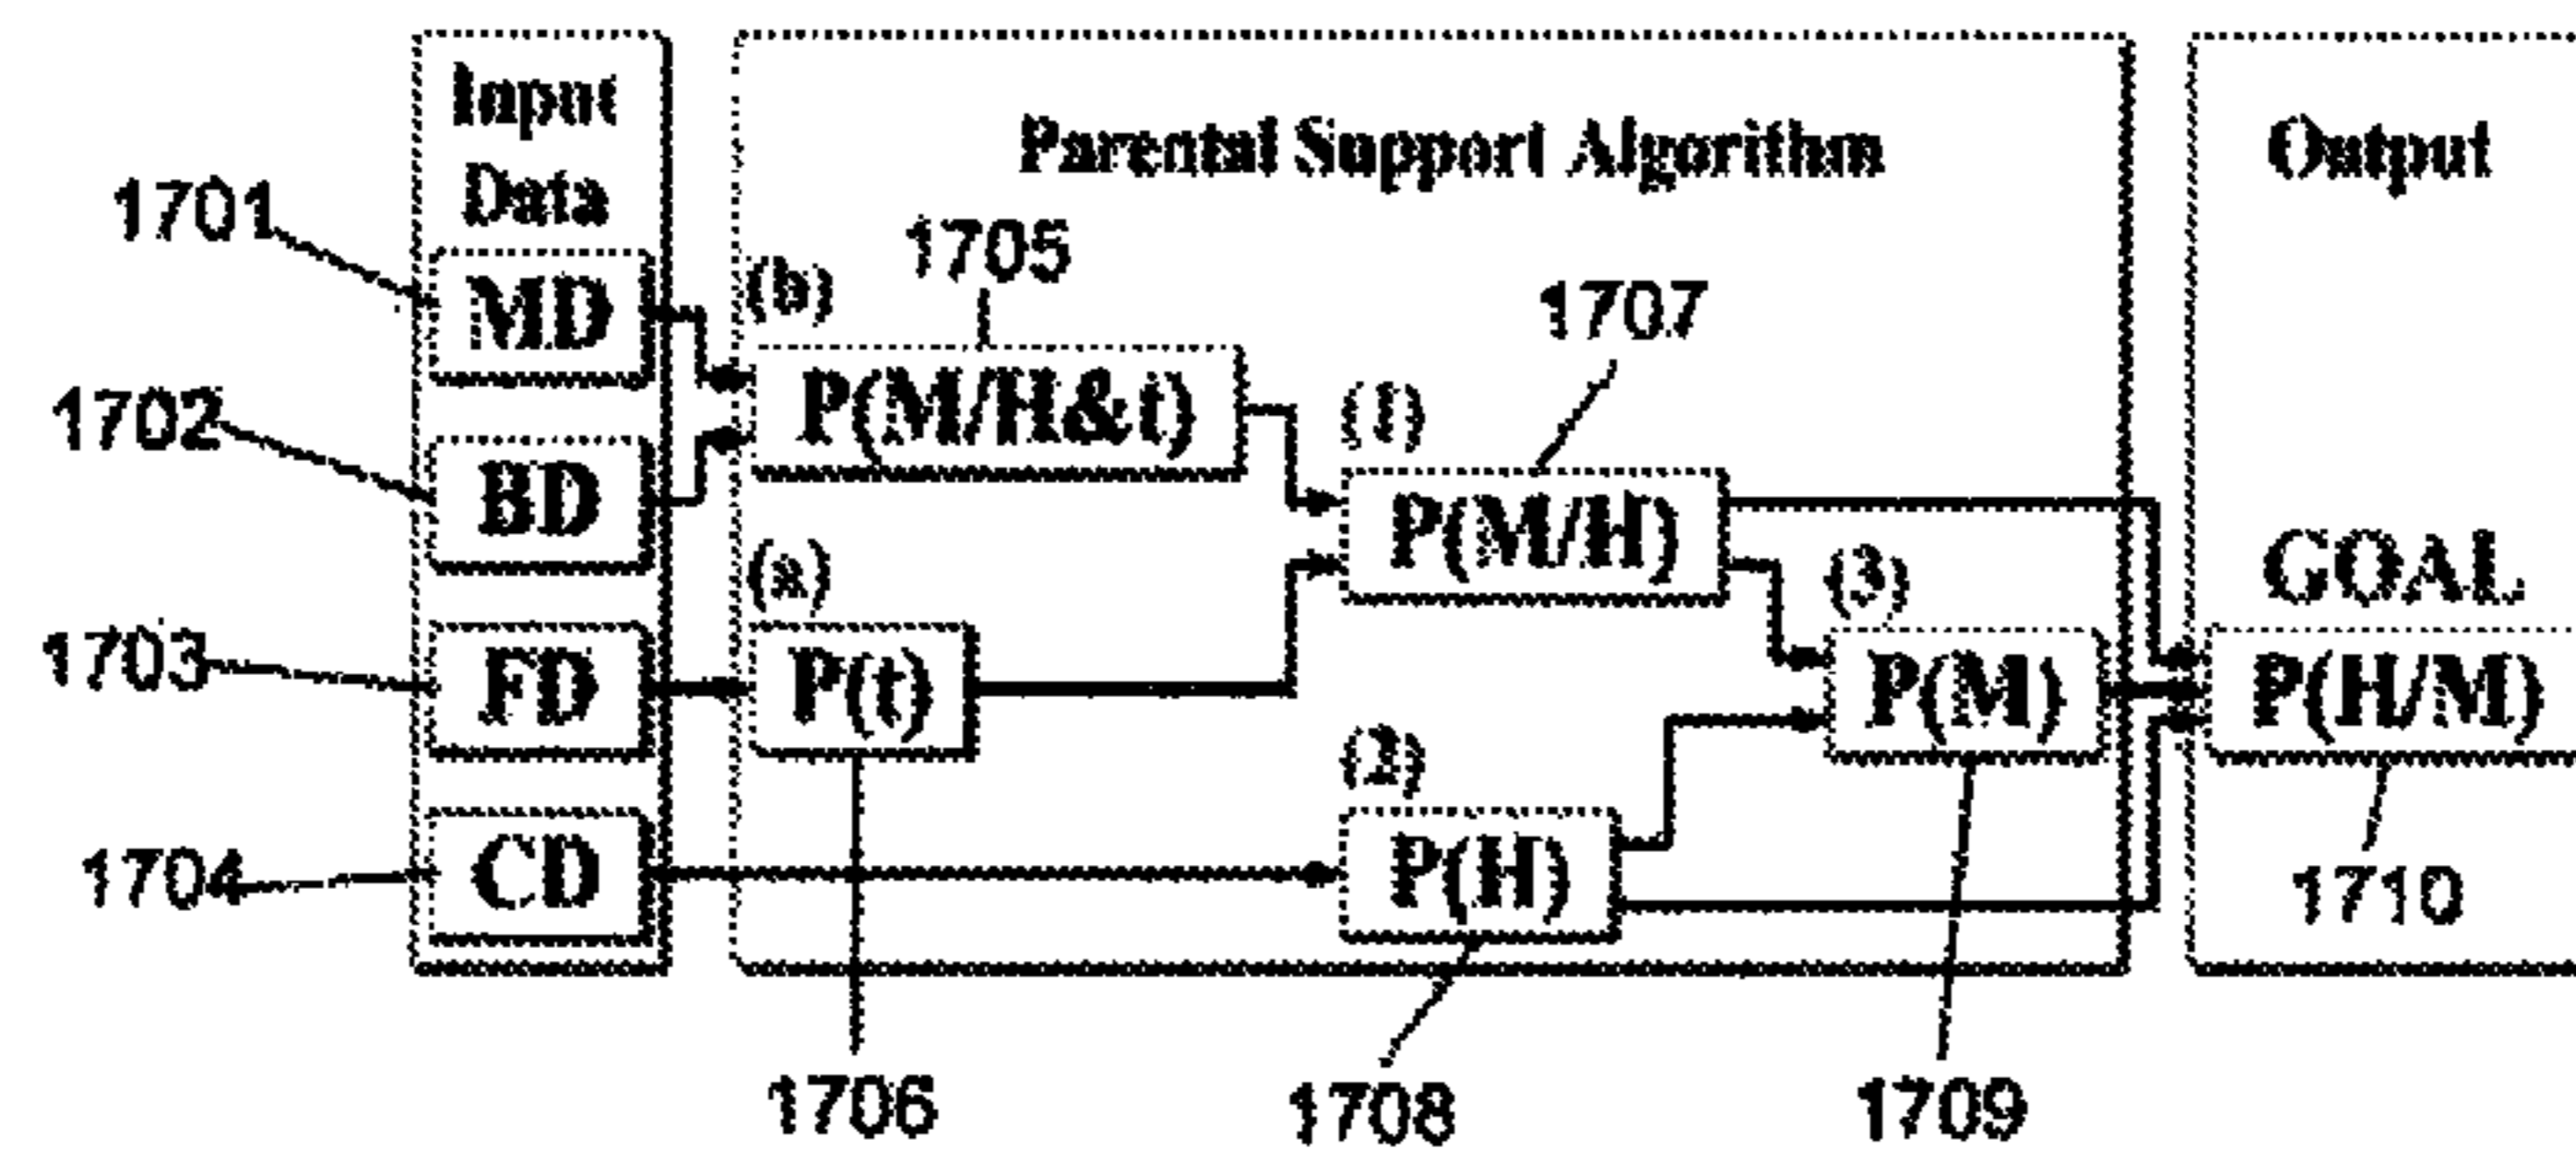 Input
Data
Parental Support Algorithm
Output
1701
MD
(b)
1705
P(M/H&t)
1702
BD
(1)
1707
P(M/H)
1703
FD
(a)
P(t)
(3)
P(M)
GOAL
P(H/M)
1704
CD
(2)
P(H)
1710
1706
1708
1709